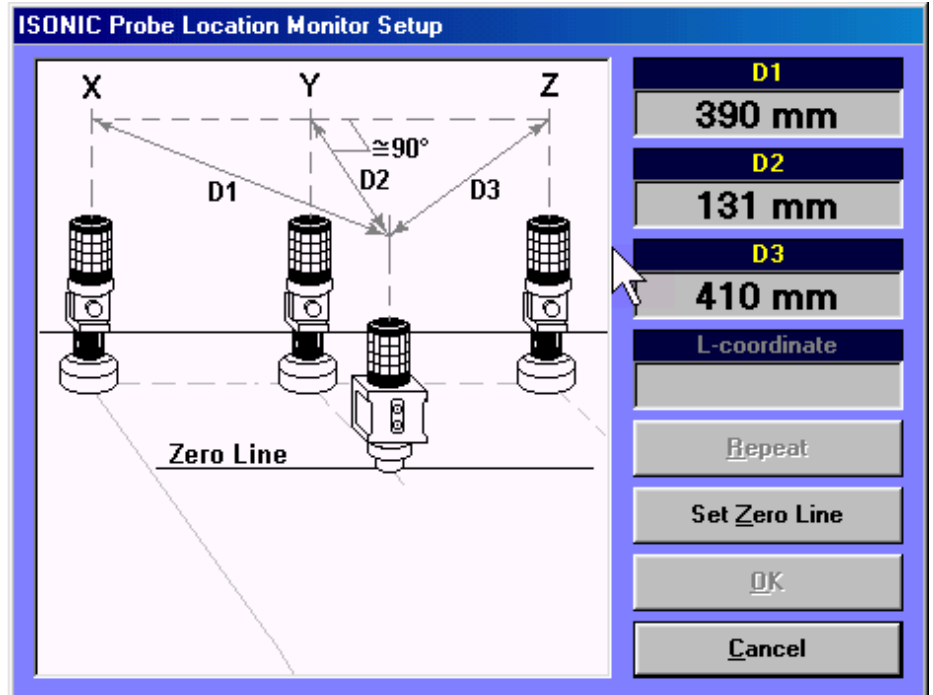 ISONIC Probe Location Monitor Setup
X Y Z
≅90°
D1 D2 D3
Zero Line
D1
390 mm
D2
131 mm
D3
410 mm
L-coordinate
Repeat
Set Zero Line
OK
Cancel